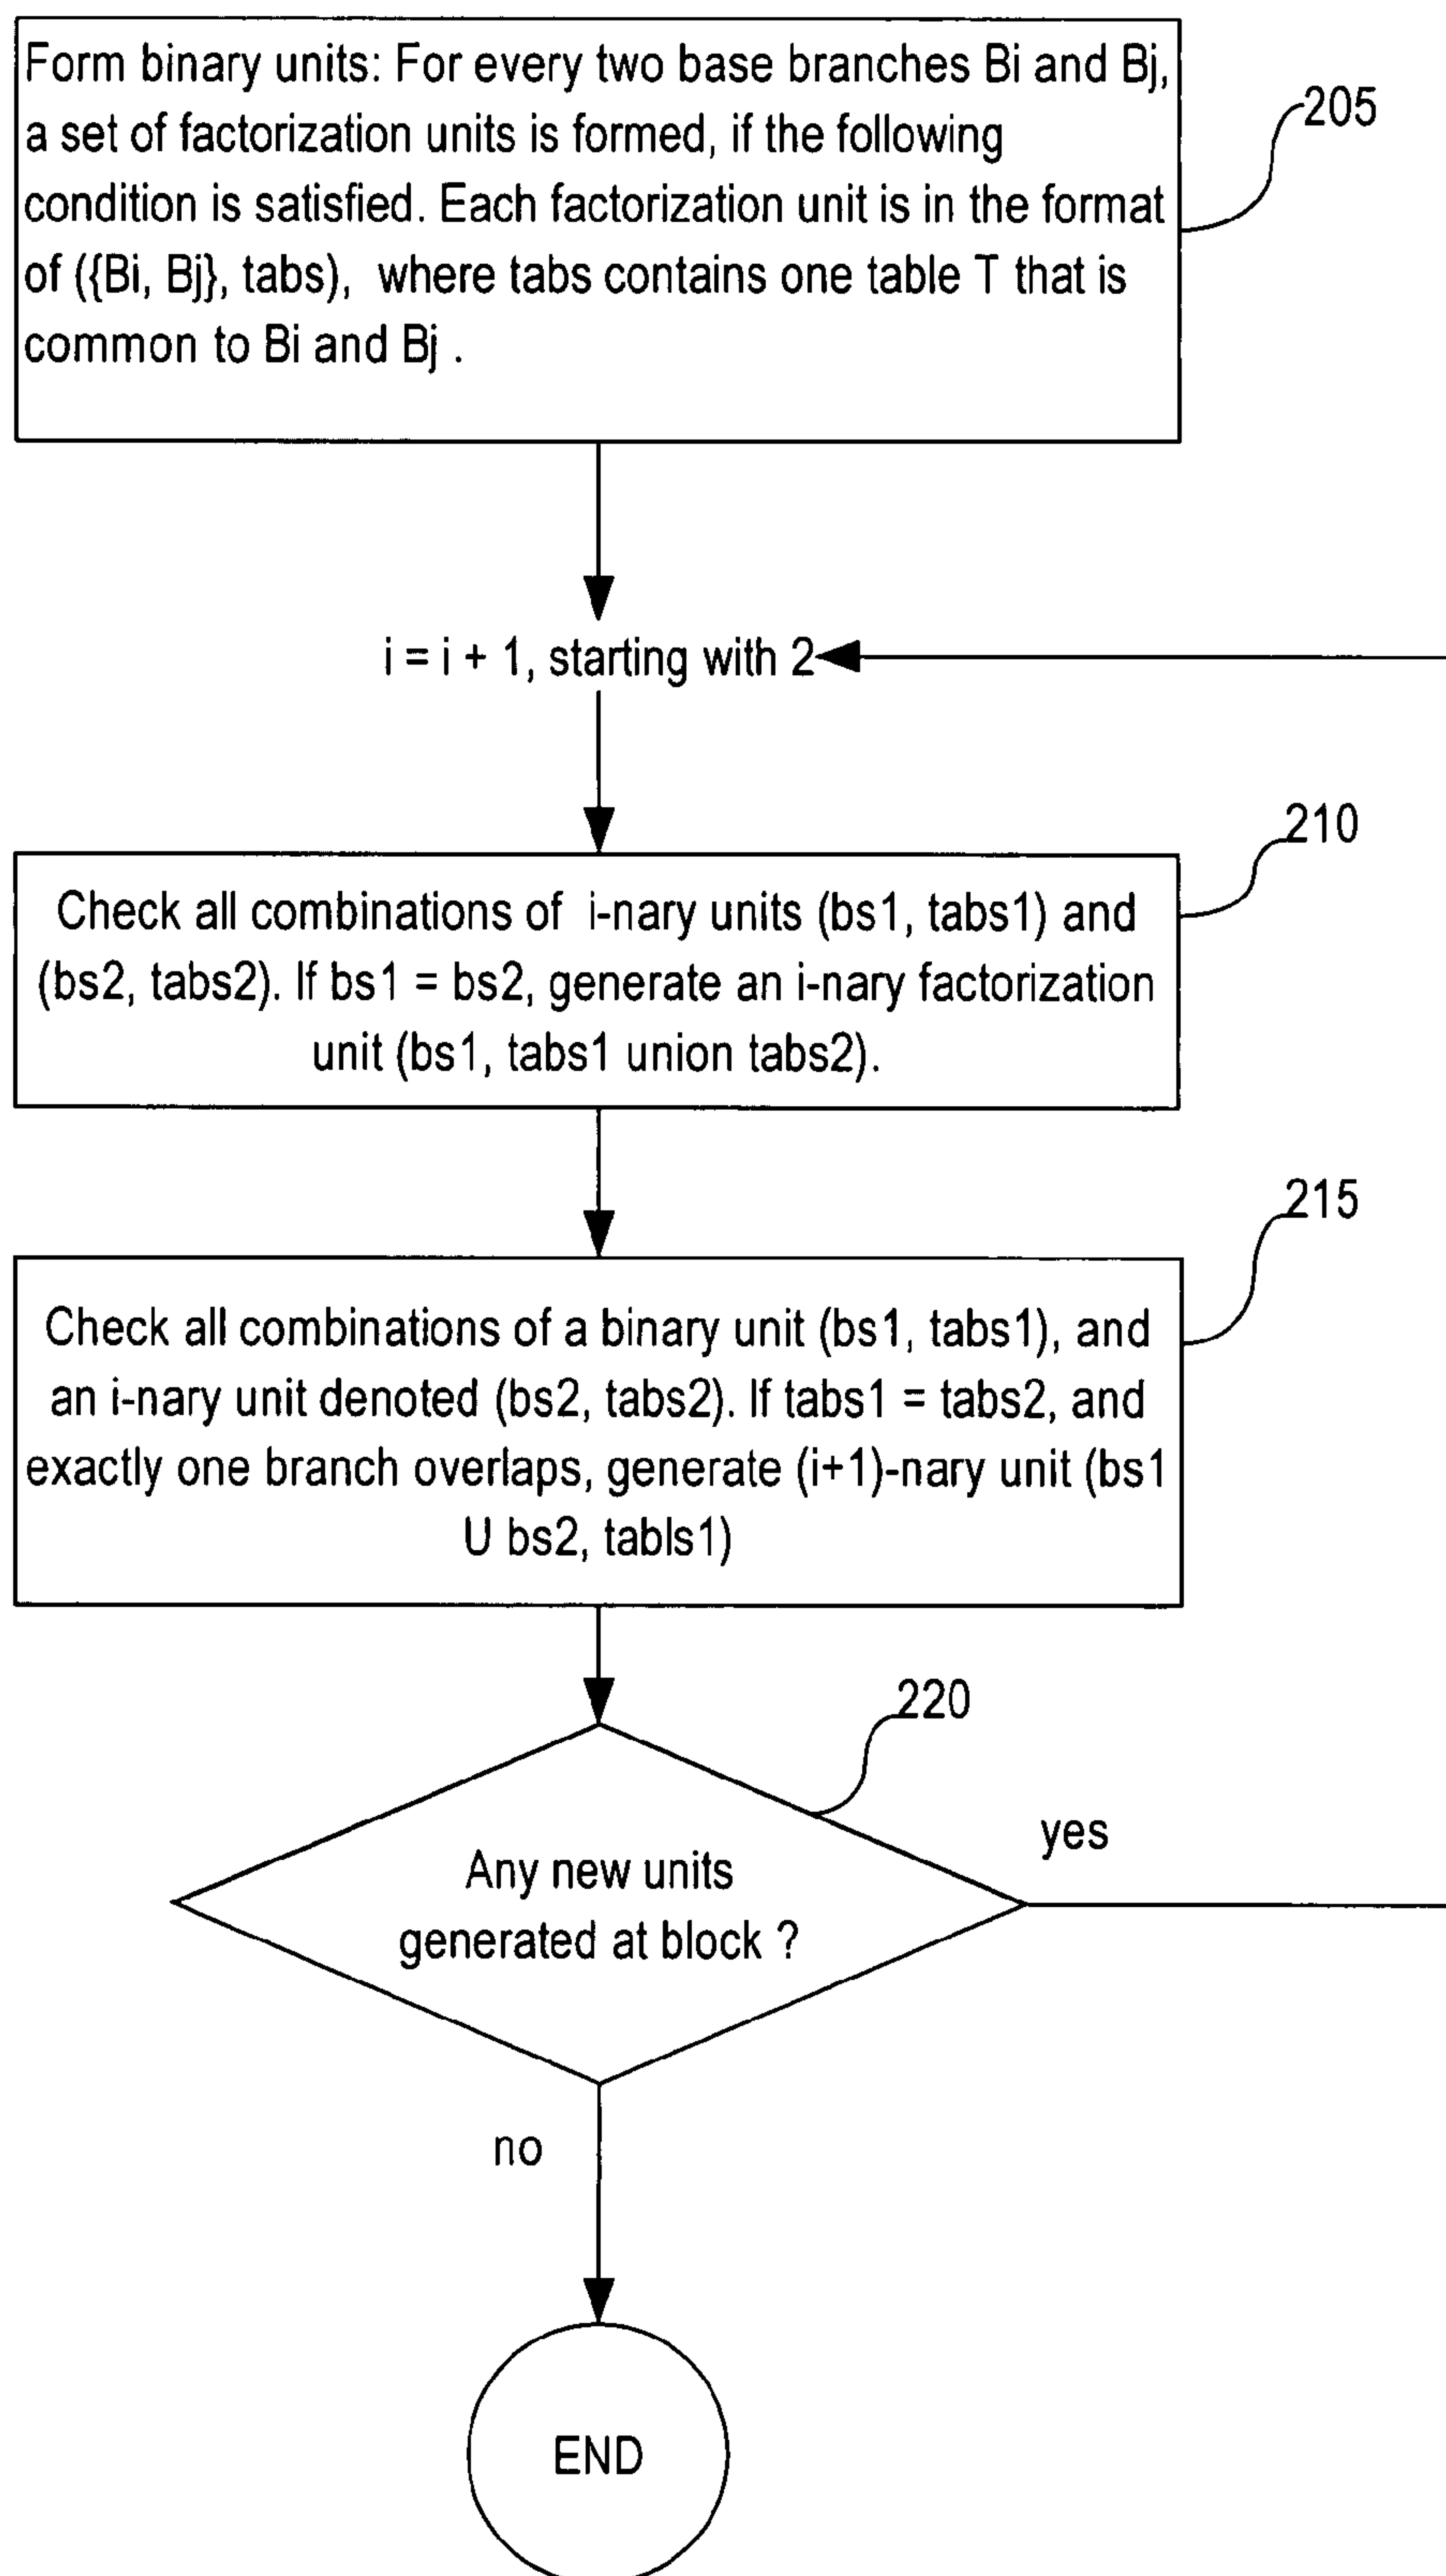 Form binary units: For every two base branches Bi and Bj,
a set of factorization units is formed, if the following
condition is satisfied. Each factorization unit is in the format
of ({Bi, Bj}, tabs), where tabs contains one table T that is
common to Bi and Bj .
205
i = i + 1, starting with 2
210
Check all combinations of i-nary units (bs1, tabs1) and
(bs2, tabs2). If bs1 = bs2, generate an i-nary factorization
unit (bs1, tabs1 union tabs2).
215
Check all combinations of a binary unit (bs1, tabs1), and
an i-nary unit denoted (bs2, tabs2). If tabs1 = tabs2, and
exactly one branch overlaps, generate (i+1)-nary unit (bs1
U bs2, tabls1)
220
yes
Any new units
generated at block ?
no
END